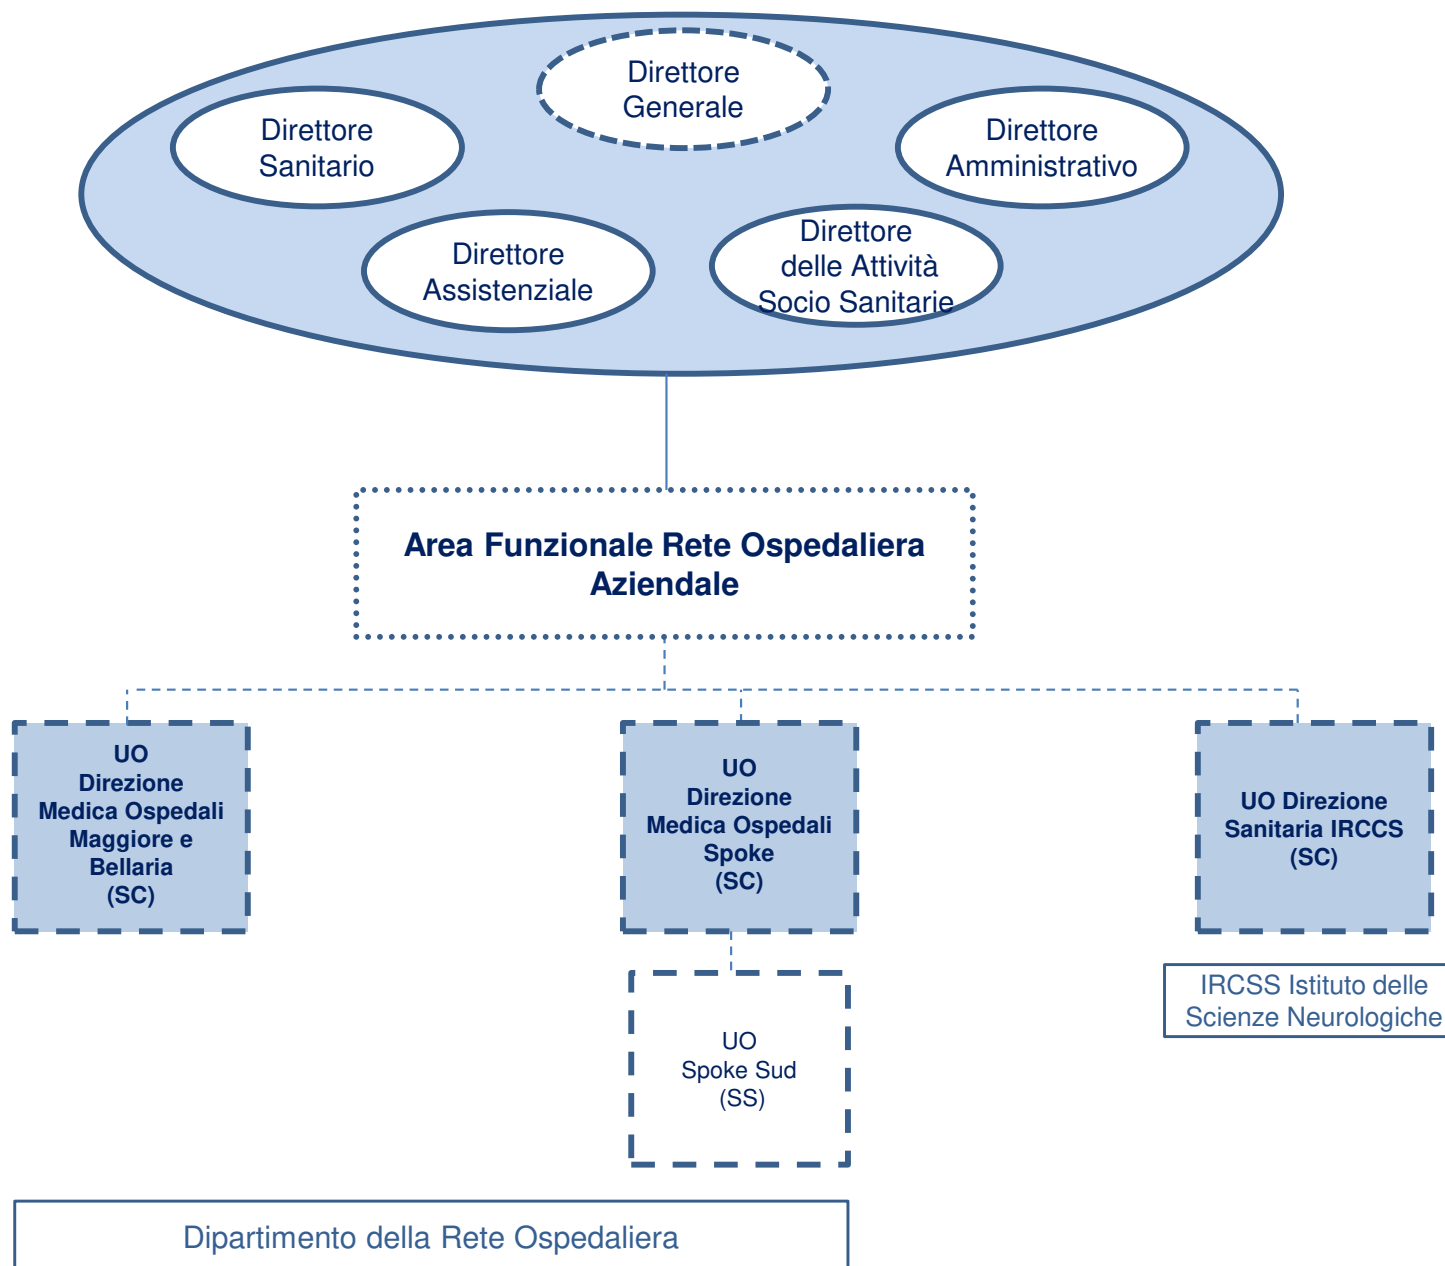 Direttore
Generale
Direttore
Sanitario
Direttore
Amministrativo
Direttore
Assistenziale
Direttore
delle Attività
Socio Sanitarie
Area Funzionale Rete Ospedaliera
Aziendale
UO
Direzione
Medica Ospedali
Maggiore e
Bellaria
(SC)
UO
Direzione
Medica Ospedali
Spoke
(SC)
UO Direzione
Sanitaria IRCCS
(SC)
UO
Spoke Sud
(SS)
IRCSS Istituto delle
Scienze Neurologiche
Dipartimento della Rete Ospedaliera